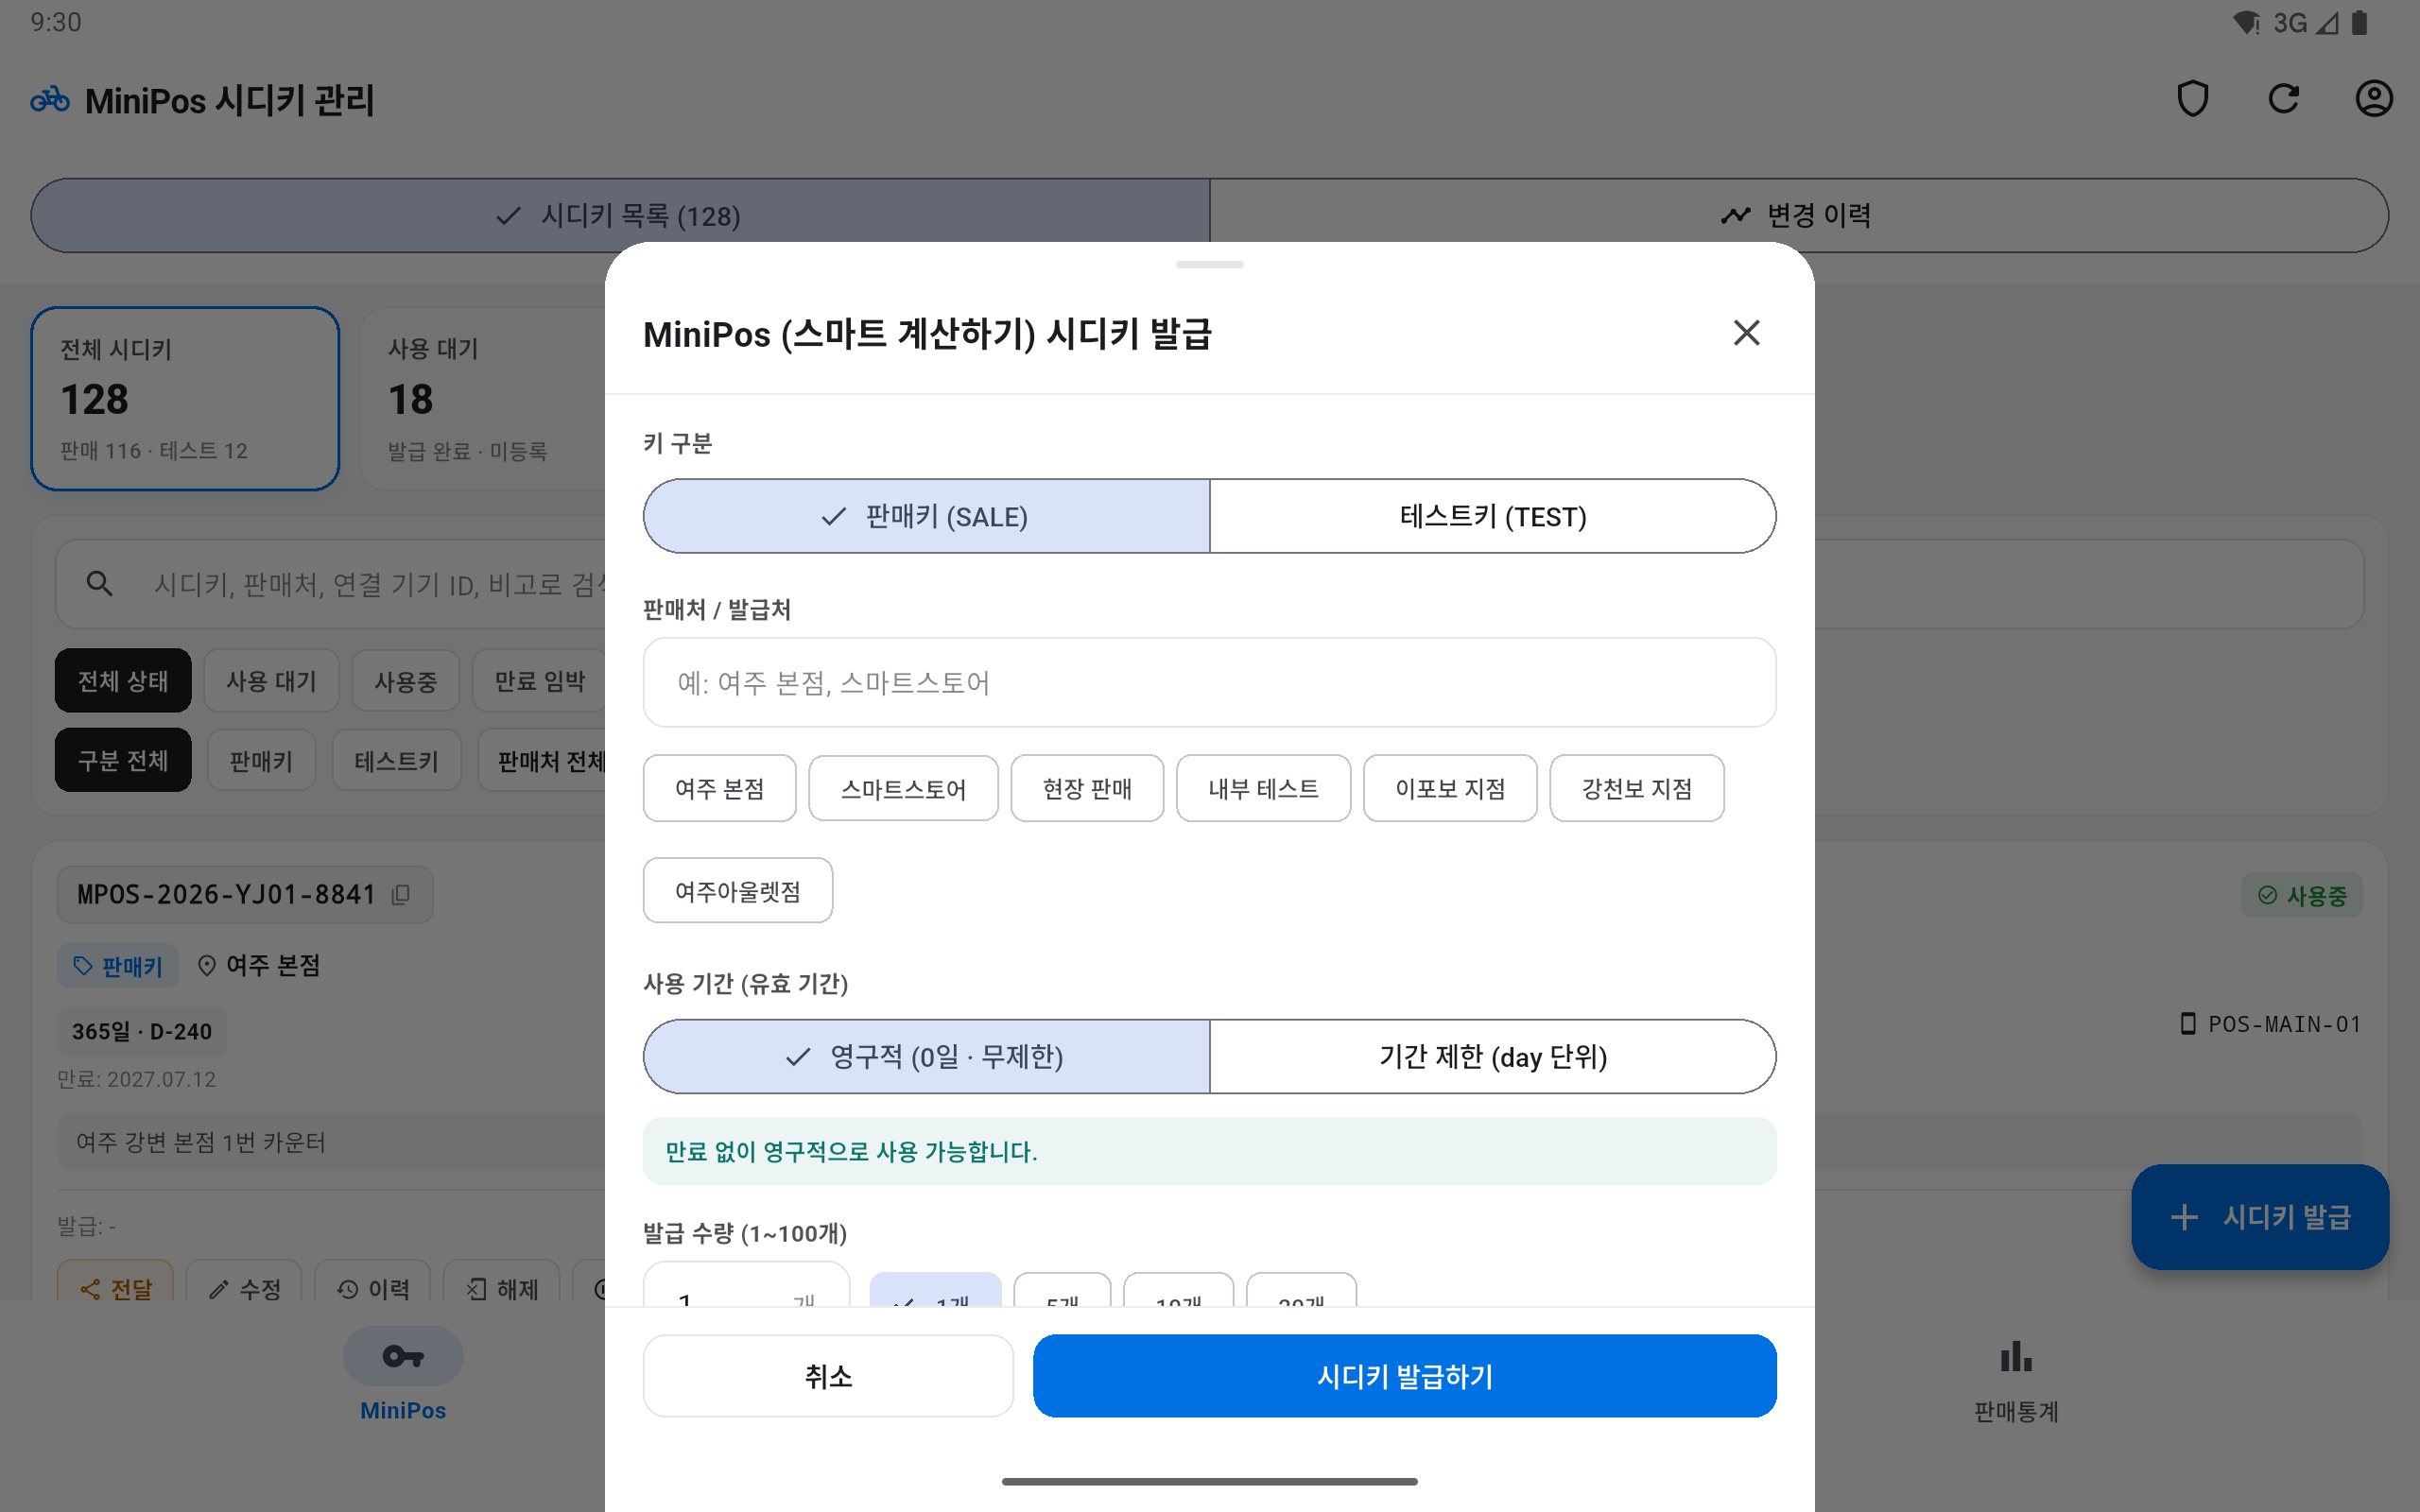 9:30
3G
MiniPos 시디키 관리
시디키 목록 (128)
변경 이력
전체 시디키
128
판매 116 · 테스트 12
사용 대기
18
발급 완료 · 미등록
시디키, 판매처, 연결 기기 ID, 비고로 검색
전체 상태
사용 대기
사용중
만료 임박
구분 전체
판매키
테스트키
판매처 전체
MPOS-2026-YJ01-8841
사용중
판매키
여주 본점
365일 · D-240
POS-MAIN-01
만료: 2027.07.12
여주 강변 본점 1번 카운터
발급: -
전달
수정
이력
해제
시디키 발급
MiniPos
판매통계
MiniPos (스마트 계산하기) 시디키 발급
키 구분
판매키 (SALE)
테스트키 (TEST)
판매처 / 발급처
예: 여주 본점, 스마트스토어
여주 본점
스마트스토어
현장 판매
내부 테스트
이포보 지점
강천보 지점
여주아울렛점
사용 기간 (유효 기간)
영구적 (0일 · 무제한)
기간 제한 (day 단위)
만료 없이 영구적으로 사용 가능합니다.
발급 수량 (1~100개)
1 개
1개
5개
10개
20개
취소
시디키 발급하기